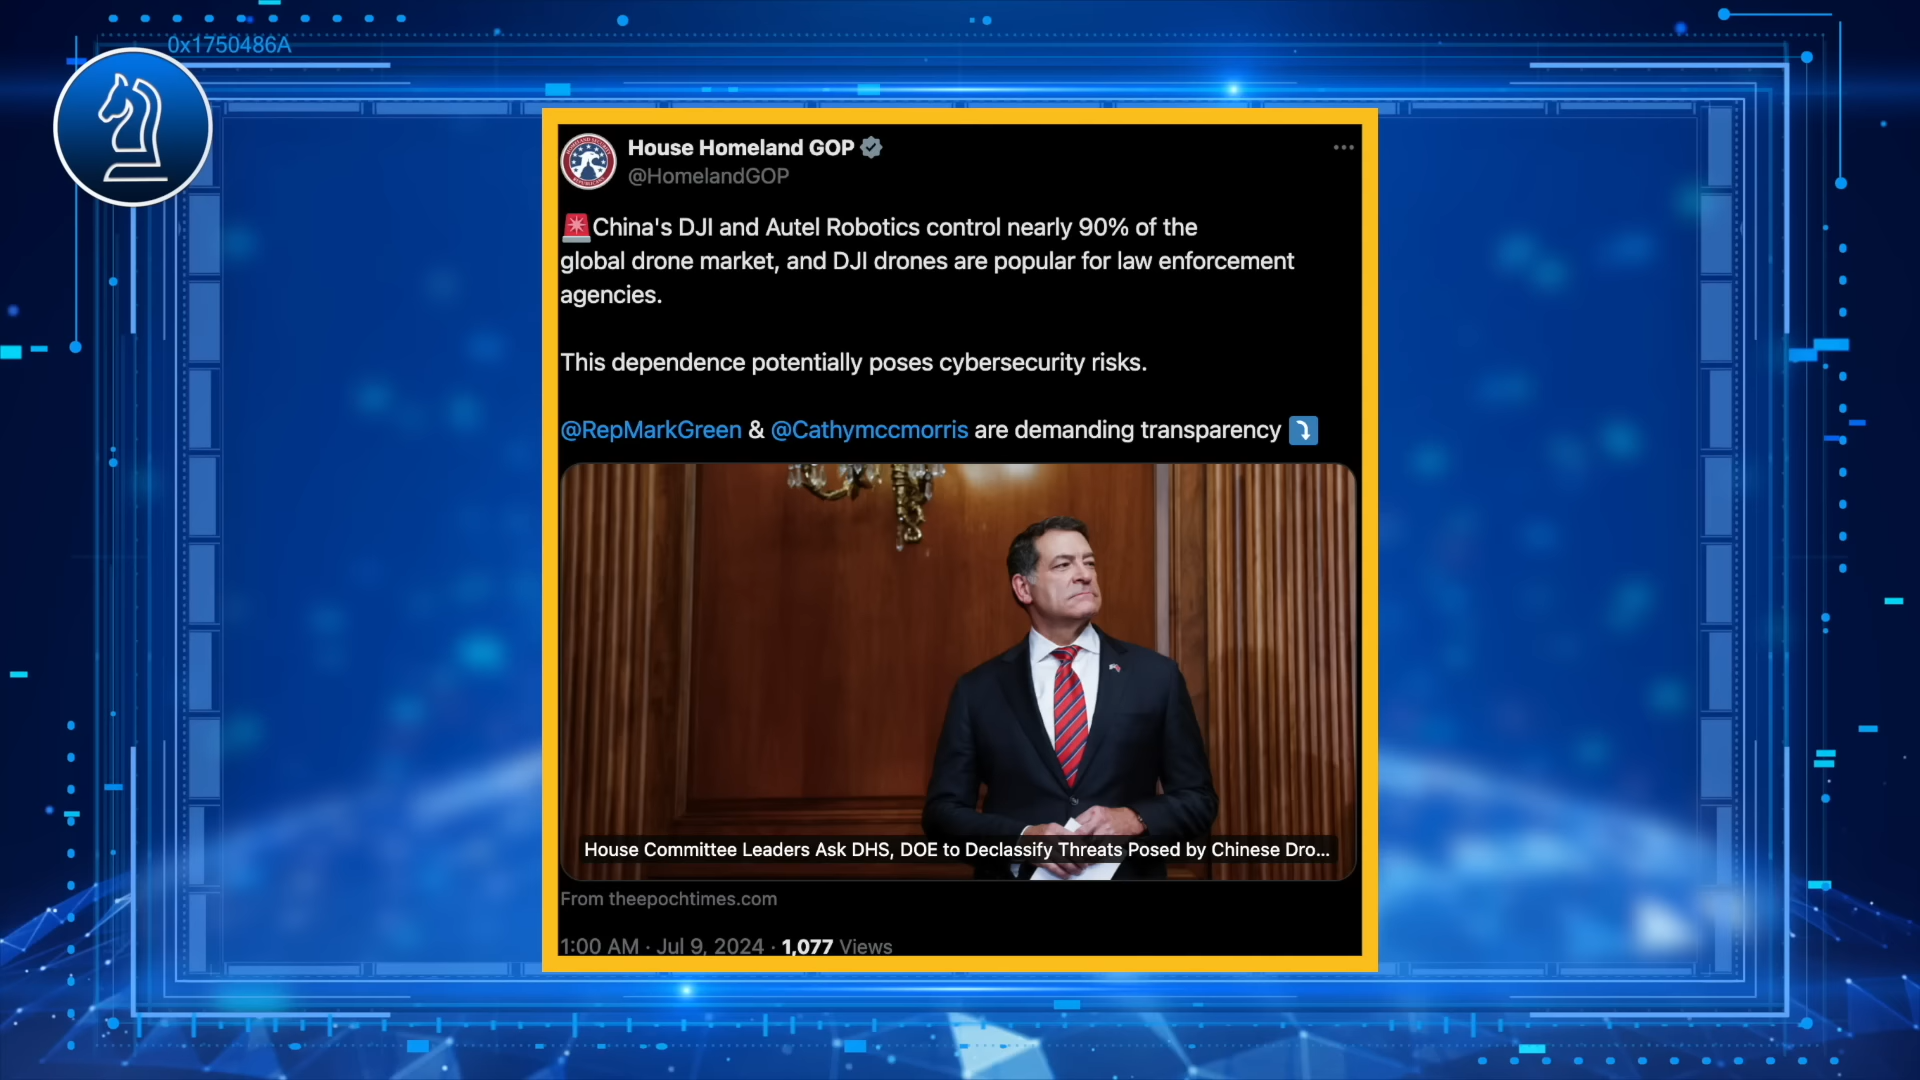 0x1750486A
House Homeland GOP
@HomelandGOP
China's DJI and Autel Robotics control nearly 90% of the
global drone market, and DJI drones are popular for law enforcement
agencies.
This dependence potentially poses cybersecurity risks.
@RepMarkGreen & @Cathymccmorris are demanding transparency
House Committee Leaders Ask DHS, DOE to Declassify Threats Posed by Chinese Dro...
From theepochtimes.com
1:00 AM · Jul 9, 2024 · 1,077 Views